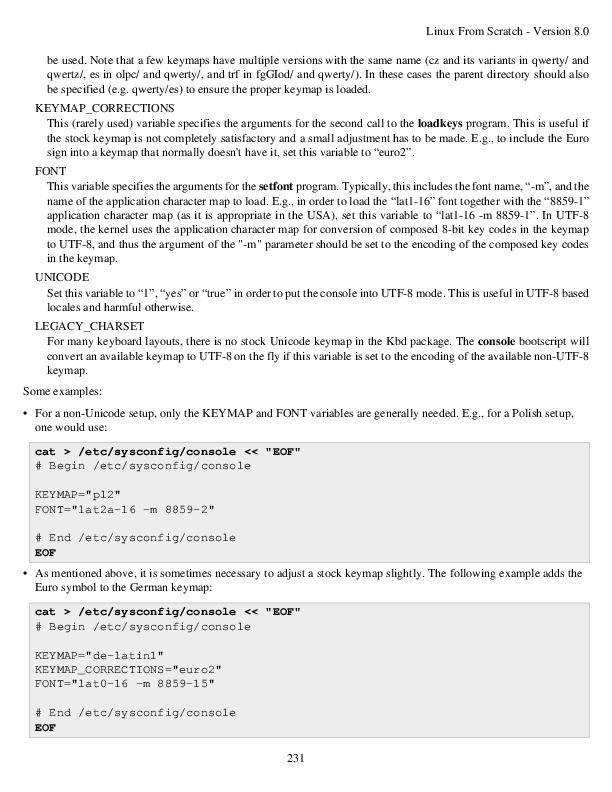 Linux From Scratch - Version 8.0
be used. Note that a few keymaps have multiple versions with the same name (cz and its variants in qwerty/ and
qwertz/, es in olpc/ and qwerty/, and trf in fgGIod/ and qwerty/). In these cases the parent directory should also
be specified (e.g. qwerty/es) to ensure the proper keymap is loaded.
KEYMAP_CORRECTIONS
This (rarely used) variable specifies the arguments for the second call to the loadkeys program. This is useful if
the stock keymap is not completely satisfactory and a small adjustment has to be made. E.g., to include the Euro
sign into a keymap that normally doesn't have it, set this variable to “euro2”.
FONT
This variable specifies the arguments for the setfont program. Typically, this includes the font name, “-m”, and the
name of the application character map to load. E.g., in order to load the “lat1-16” font together with the “8859-1”
application character map (as it is appropriate in the USA), set this variable to “lat1-16 -m 8859-1”. In UTF-8
mode, the kernel uses the application character map for conversion of composed 8-bit key codes in the keymap
to UTF-8, and thus the argument of the "-m" parameter should be set to the encoding of the composed key codes
in the keymap.
UNICODE
Set this variable to “1”, “yes” or “true” in order to put the console into UTF-8 mode. This is useful in UTF-8 based
locales and harmful otherwise.
LEGACY_CHARSET
For many keyboard layouts, there is no stock Unicode keymap in the Kbd package. The console bootscript will
convert an available keymap to UTF-8 on the fly if this variable is set to the encoding of the available non-UTF-8
keymap.
Some examples:
• For a non-Unicode setup, only the KEYMAP and FONT variables are generally needed. E.g., for a Polish setup,
one would use:
cat > /etc/sysconfig/console << "EOF"
# Begin /etc/sysconfig/console
KEYMAP="pl2"
FONT="lat2a-16 -m 8859-2"
# End /etc/sysconfig/console
EOF
• As mentioned above, it is sometimes necessary to adjust a stock keymap slightly. The following example adds the
Euro symbol to the German keymap:
cat > /etc/sysconfig/console << "EOF"
# Begin /etc/sysconfig/console
KEYMAP="de-latin1"
KEYMAP_CORRECTIONS="euro2"
FONT="lat0-16 -m 8859-15"
# End /etc/sysconfig/console
EOF
231